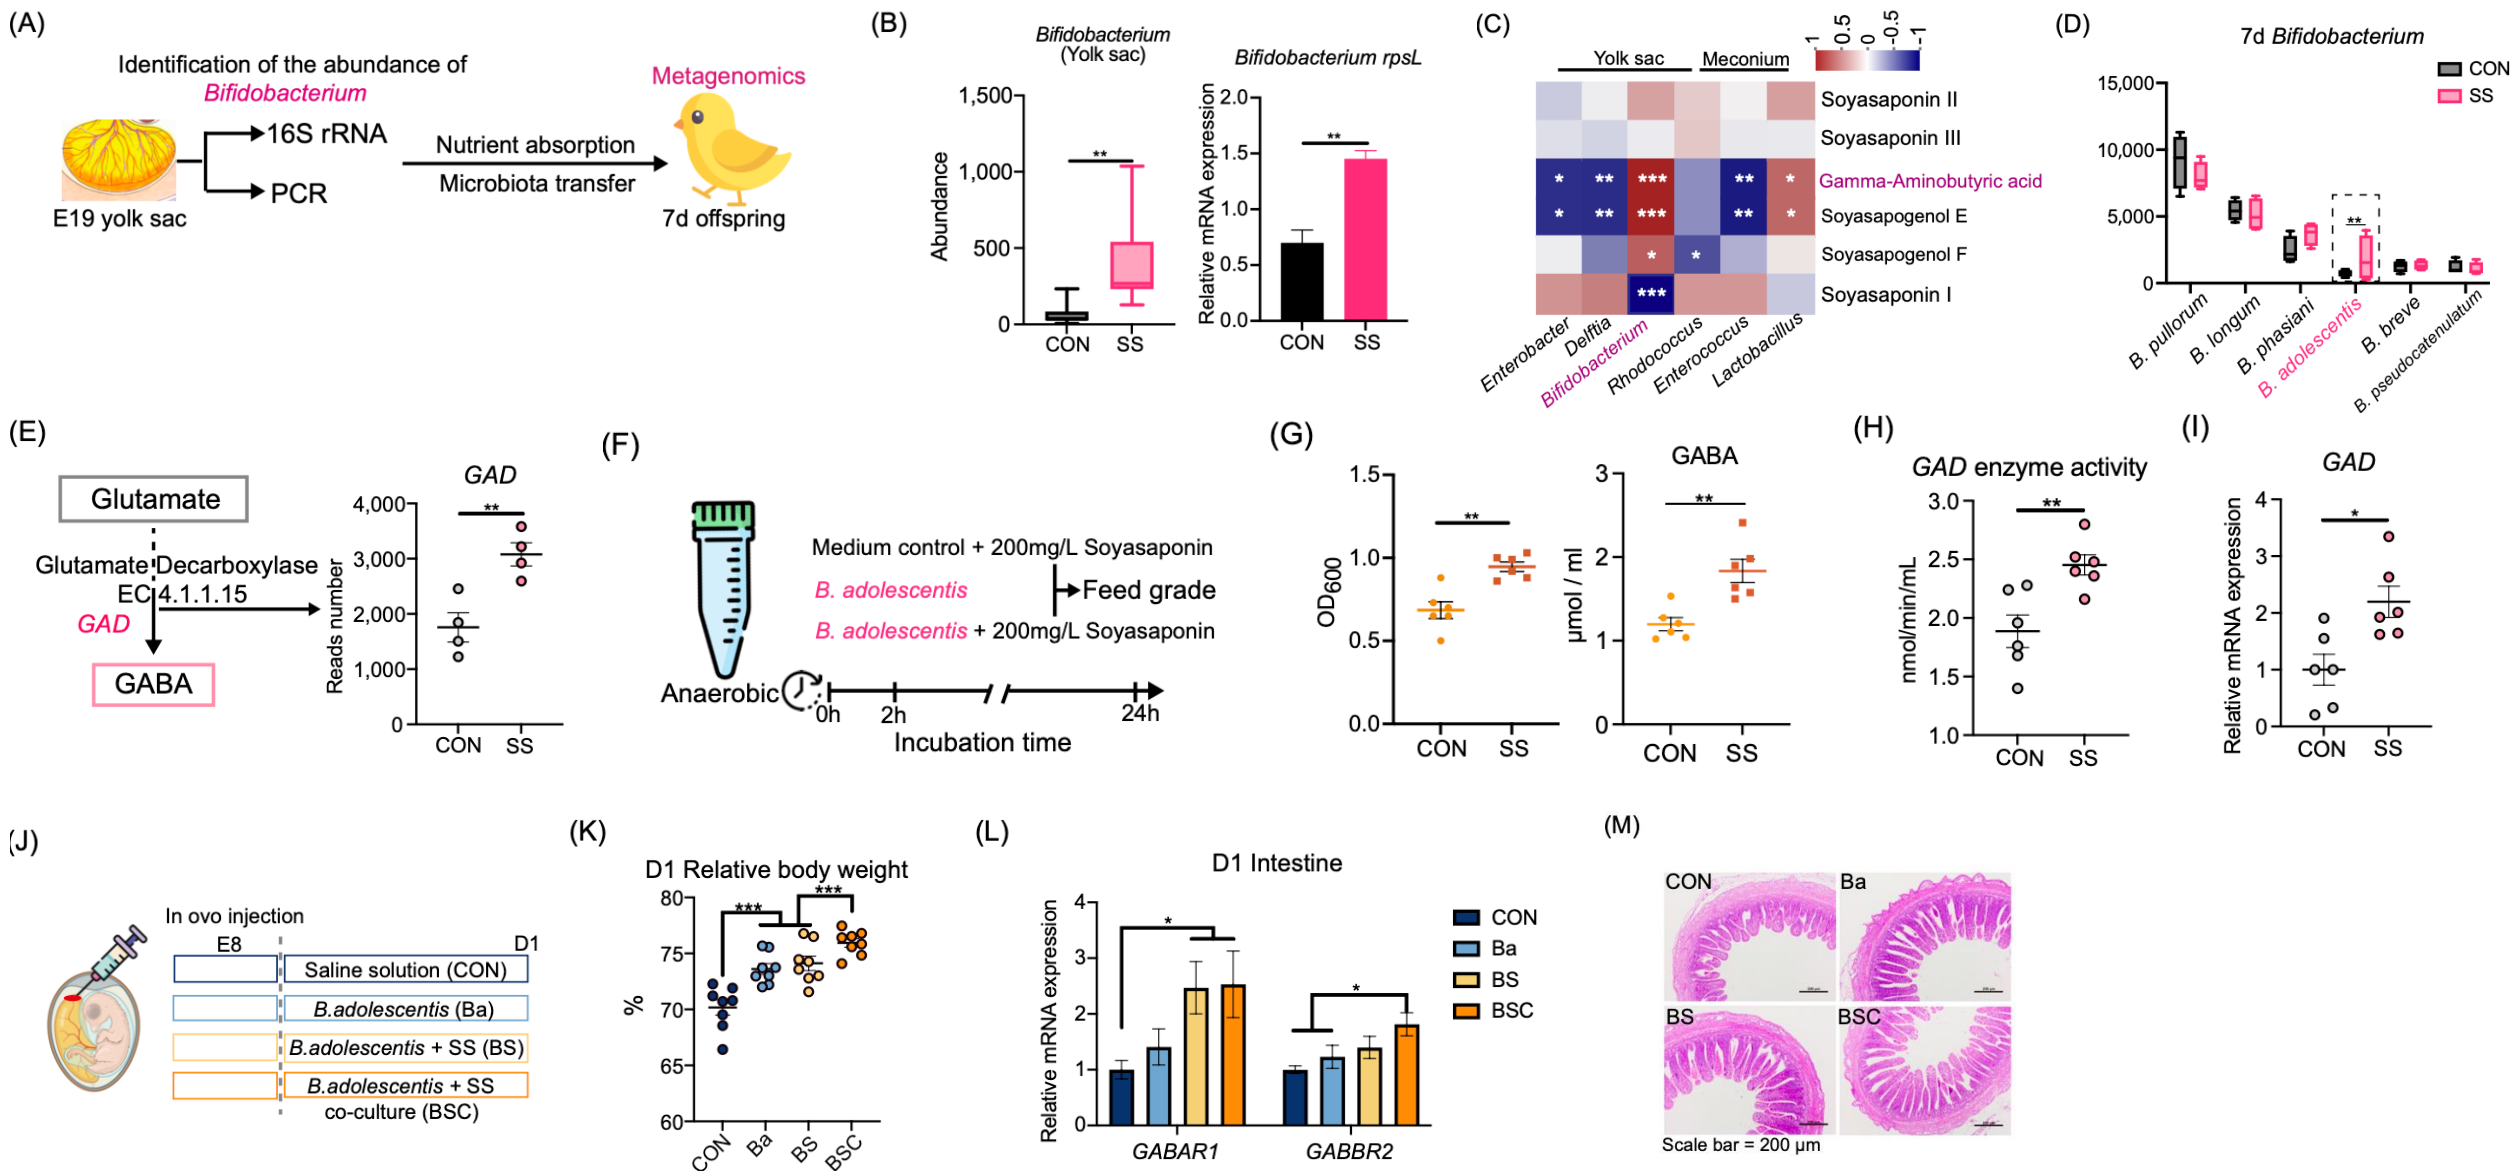 (A)
Identification of the abundance of
Bifidobacterium
16S rRNA
PCR
E19 yolk sac
Nutrient absorption
Microbiota transfer
Metagenomics
7d offspring
(B)
Bifidobacterium
(Yolk sac)
Abundance
1,500
1,000
500
0
**
CON
SS
Bifidobacterium rpsL
Relative mRNA expression
2.0
1.5
1.0
0.5
0.0
**
CON
SS
(C)
1
0.5
0
-0.5
-1
Yolk sac
Meconium
Soyasaponin II
Soyasaponin III
* ** *** ** * Gamma-Aminobutyric acid
* ** *** ** * Soyasapogenol E
* * Soyasapogenol F
*** Soyasaponin I
Enterobacter
Delftia
Bifidobacterium
Rhodococcus
Enterococcus
Lactobacillus
(D)
7d Bifidobacterium
CON
SS
15,000
10,000
5,000
0
**
B. pullorum
B. longum
B. phasiani
B. adolescentis
B. breve
B. pseudocatenulatum
(E)
Glutamate
Glutamate Decarboxylase
EC 4.1.1.15
GAD
GABA
GAD
Reads number
4,000
3,000
2,000
1,000
0
**
CON
SS
(F)
Medium control + 200mg/L Soyasaponin
B. adolescentis
Feed grade
B. adolescentis + 200mg/L Soyasaponin
Anaerobic
0h
2h
24h
Incubation time
(G)
OD600
1.5
1.0
0.5
0.0
**
CON
SS
GABA
μmol / ml
3
2
1
0
**
CON
SS
(H)
GAD enzyme activity
nmol/min/mL
3.0
2.5
2.0
1.5
1.0
**
CON
SS
(I)
GAD
Relative mRNA expression
4
3
2
1
0
*
CON
SS
(J)
In ovo injection
E8
D1
Saline solution (CON)
B.adolescentis (Ba)
B.adolescentis + SS (BS)
B.adolescentis + SS
co-culture (BSC)
(K)
D1 Relative body weight
%
80
75
70
65
60
***
***
CON
Ba
BS
BSC
(L)
D1 Intestine
Relative mRNA expression
4
3
2
1
0
*
*
GABAR1
GABBR2
CON
Ba
BS
BSC
(M)
CON
Ba
BS
BSC
Scale bar = 200 μm